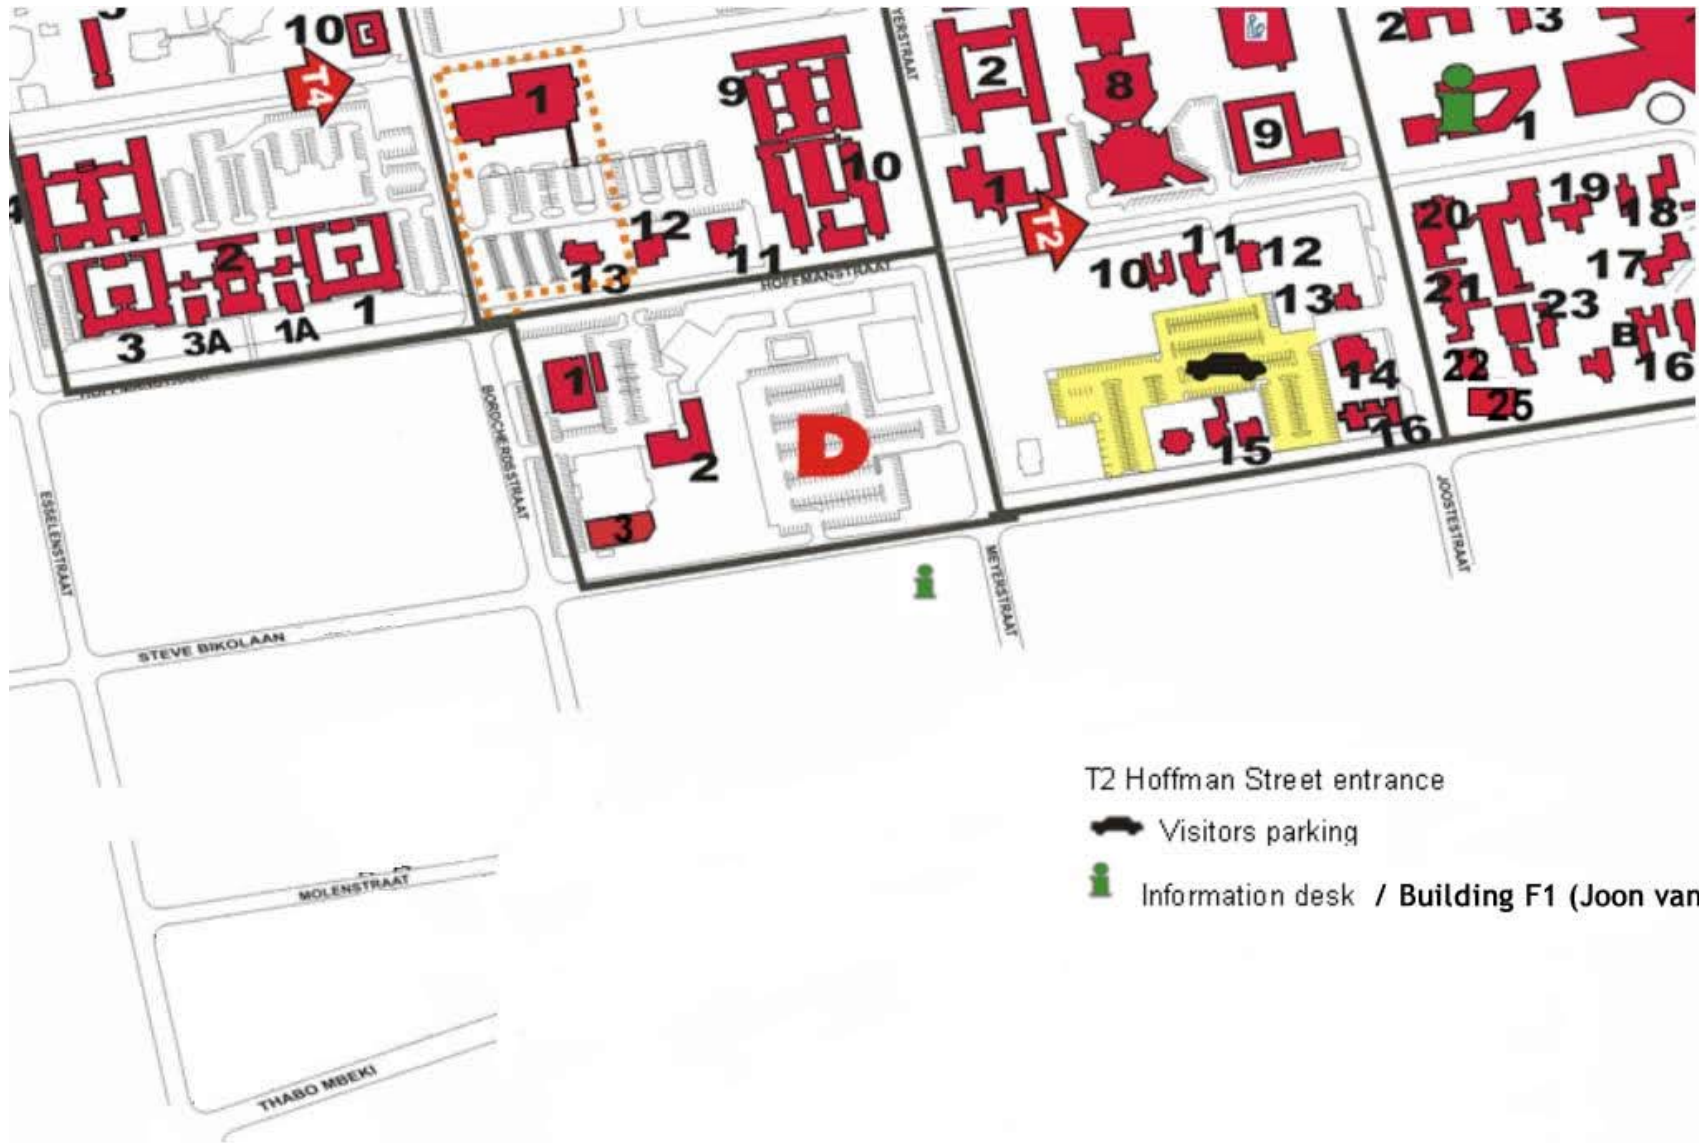 10
T4
1
9
10
12
11
13
2
8
9
1
T2
2
3
1
3
3A
2
1A
1
HOFFMANSTRAAT
10
11
12
13
14
15
16
19
20
18
17
21
23
B
22
16
25
1
2
3
D
BORDCHERDSSTRAAT
ESSELENSTRAAT
MEYERSTRAAT
JOOSTESTRAAT
STEVE BIKOLAAN
T2 Hoffman Street entrance
Visitors parking
Information desk / Building F1 (Joon van
MOLENSTRAAT
THABO MBEKI